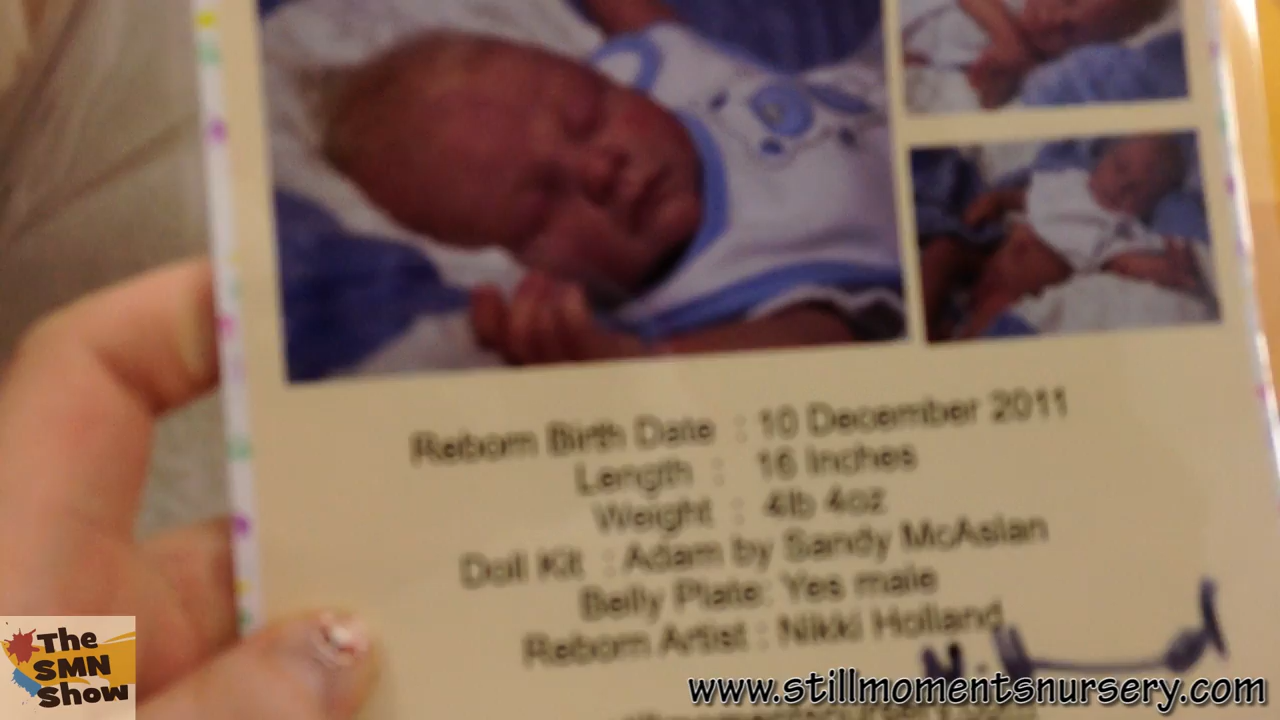 Reborn Birth Date : 10 December 2011
Length : 16 Inches
Weight : 4lb 4oz
Doll Kit : Adam by Sandy McAslan
Belly Plate: Yes male
Reborn Artist : Nikki Holland
The
SMN
Show
www.stillmomentsnursery.com